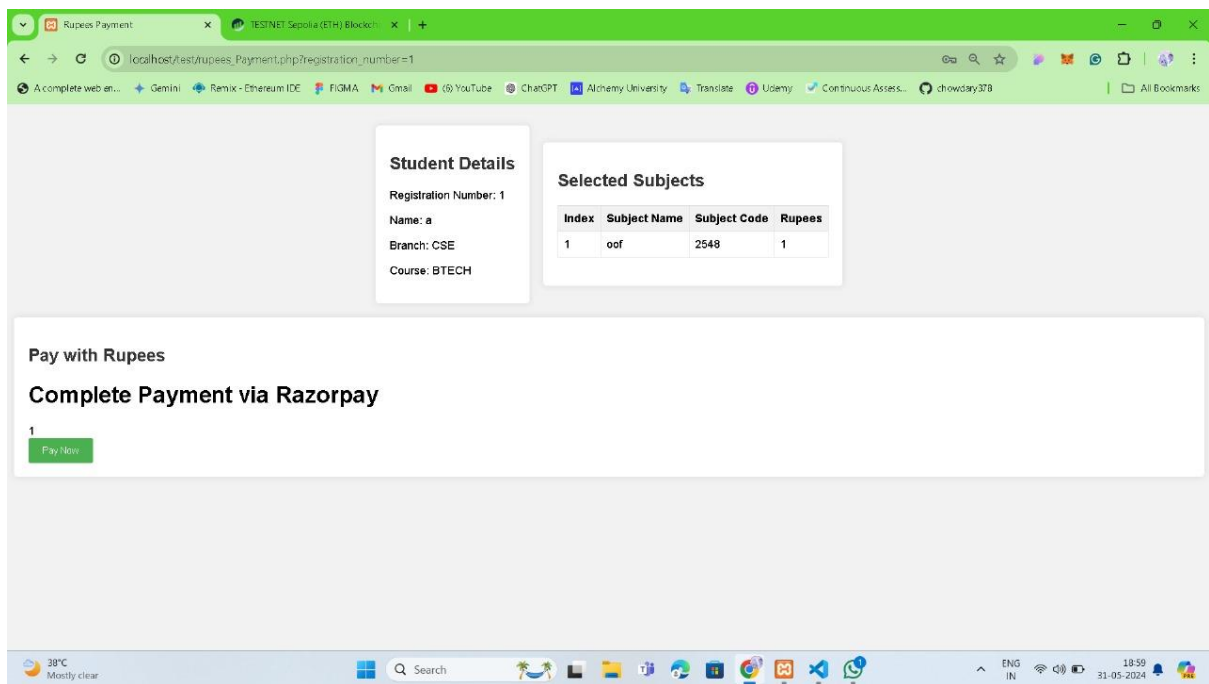 Rupees Payment
TESTNET Sepolia (ETH) Blockch
localhost/test/rupees_Payment.php?registration_number=1
A complete web en... Gemini Remix - Ethereum IDE FIGMA Gmail (6) YouTube ChatGPT Alchemy University Translate Udemy Continuous Assess... chowdary378 All Bookmarks
Student Details
Registration Number: 1
Name: a
Branch: CSE
Course: BTECH
Selected Subjects
Index Subject Name Subject Code Rupees
1 oof 2548 1
Pay with Rupees
Complete Payment via Razorpay
1
Pay Now
38°C
Mostly clear
Search
ENG
IN
18:59
31-05-2024